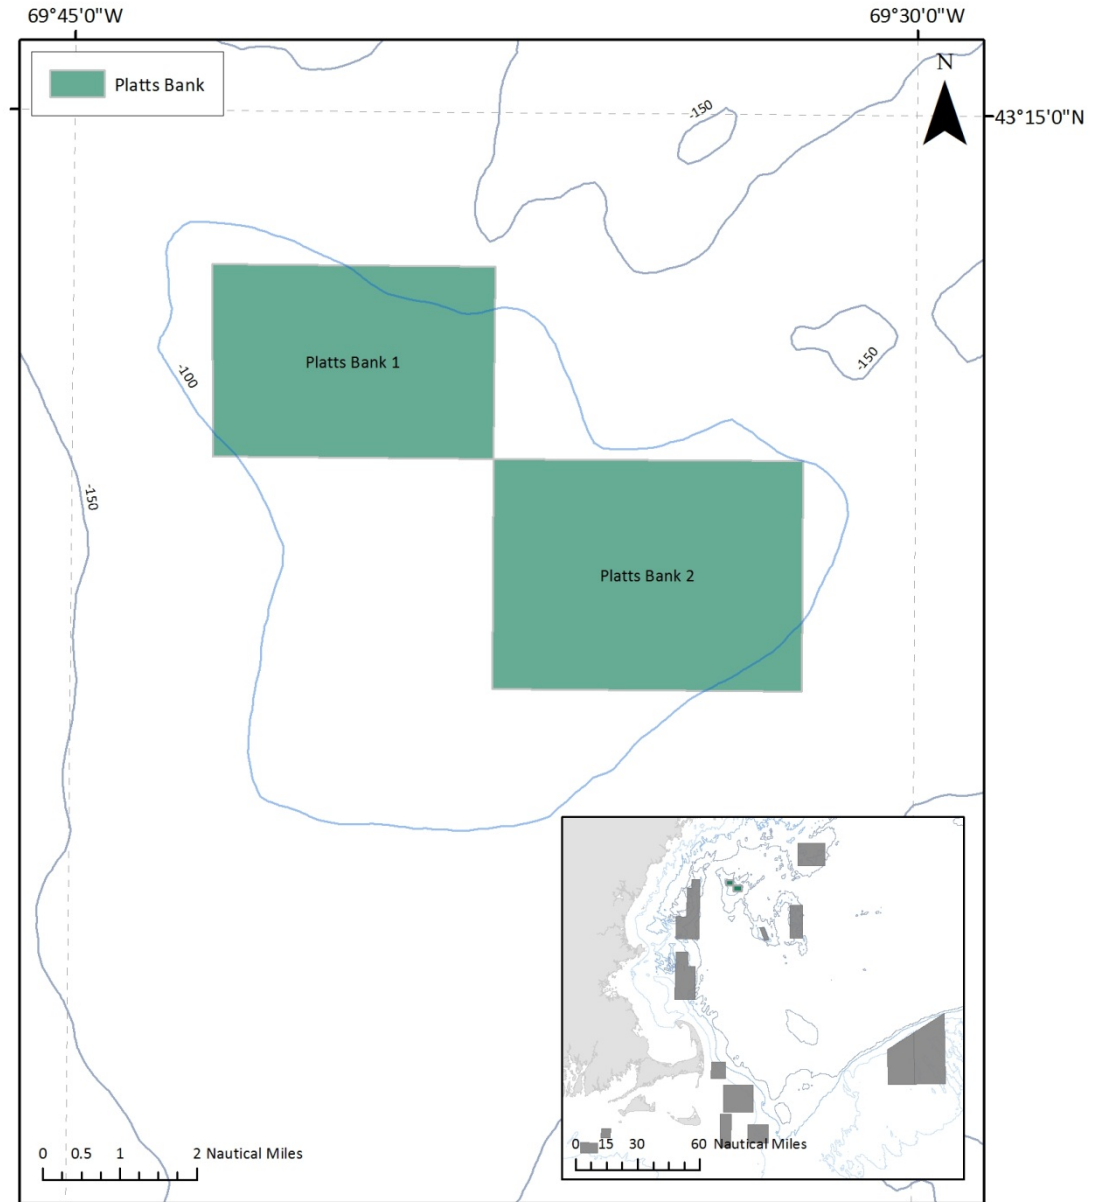 69°45'0"W
69°30'0"W
Platts Bank
N
43°15'0"N
-150
Platts Bank 1
-150
-100
-150
Platts Bank 2
0 0.5 1 2 Nautical Miles
0 15 30 60 Nautical Miles